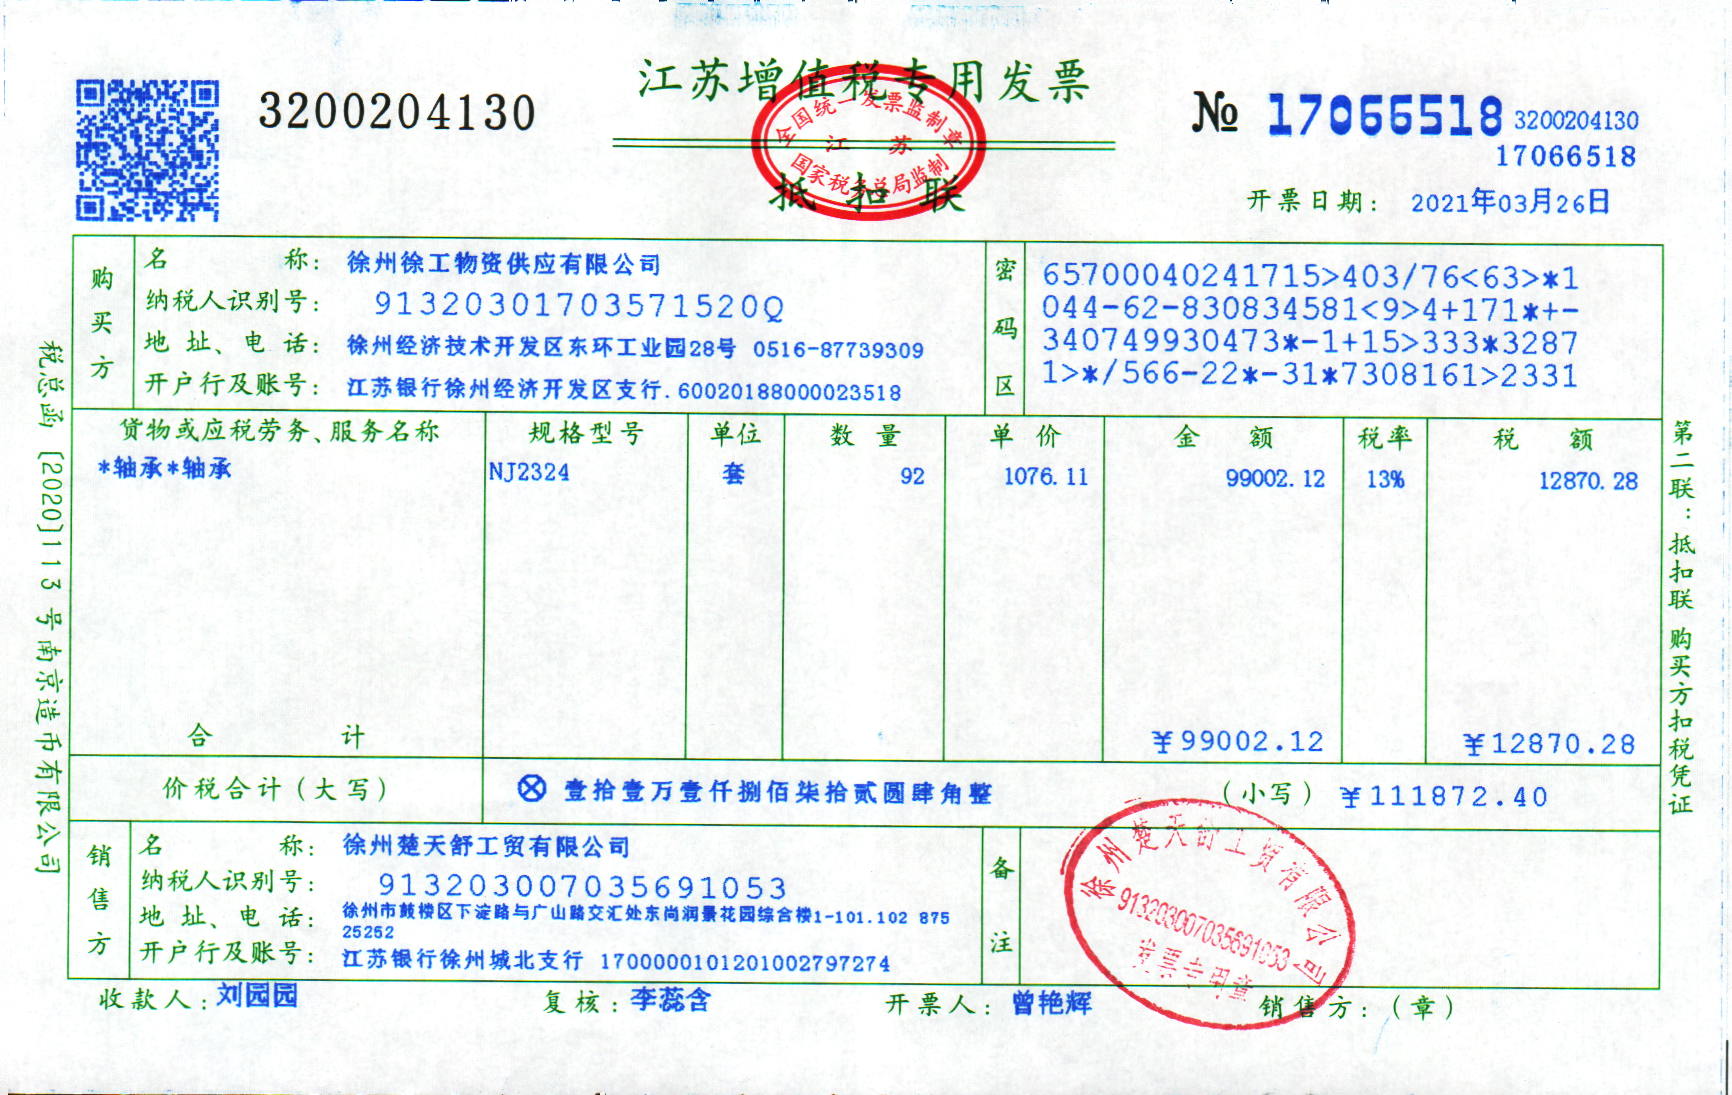 江苏增值税专用发票
3200204130
№ 17066518
3200204130
17066518
全国统一发票监制章
江 苏
国家税务总局监制
抵扣联
开票日期: 2021年03月26日
购买方
名 称: 徐州徐工物资供应有限公司
纳税人识别号: 91320301703571520Q
地 址、电 话: 徐州经济技术开发区东环工业园28号 0516-87739309
开户行及账号: 江苏银行徐州经济开发区支行.60020188000023518
密码区
65700040241715>403/76<63>*1
044-62-830834581<9>4+171*+-
340749930473*-1+15>333*3287
1>*/566-22*-31*7308161>2331
货物或应税劳务、服务名称 规格型号 单位 数 量 单 价 金 额 税率 税 额
*轴承*轴承 NJ2324 套 92 1076.11 99002.12 13% 12870.28
合 计 ¥99002.12 ¥12870.28
价税合计(大写) ⊗ 壹拾壹万壹仟捌佰柒拾贰圆肆角整 (小写) ¥111872.40
销售方
名 称: 徐州楚天舒工贸有限公司
纳税人识别号: 913203007035691053
地 址、电 话: 徐州市鼓楼区下淀路与广山路交汇处东尚润景花园综合楼1-101.102 875
25252
开户行及账号: 江苏银行徐州城北支行 17000001012010027972​74
备注
徐州楚天舒工贸有限公司
913203007035691053
发票专用章
收款人: 刘园园 复核: 李蕊含 开票人: 曾艳辉 销售方: (章)
税总函[2020]113号南京造币有限公司
第二联:抵扣联 购买方扣税凭证